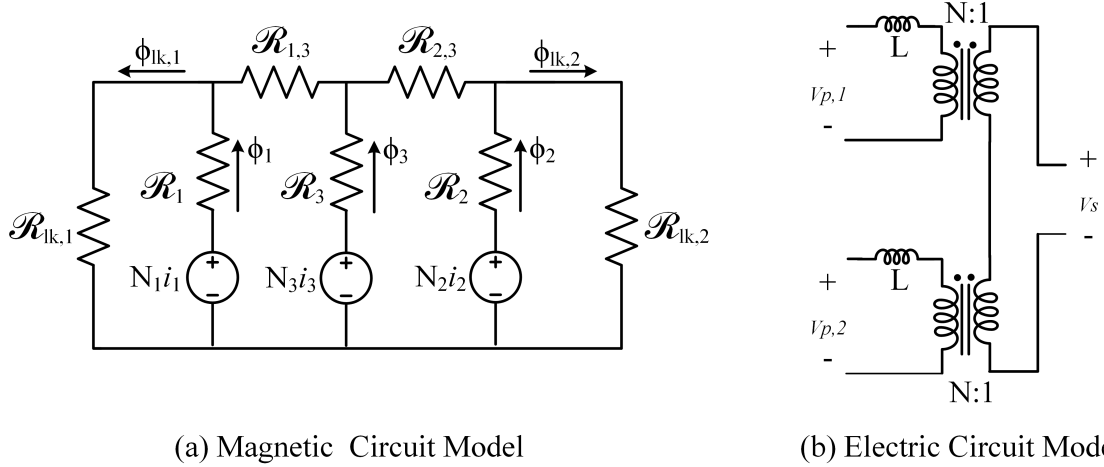 ϕlk,1
ℛ1,3
ℛ2,3
ϕlk,2
ϕ1
ϕ3
ϕ2
ℛ1
ℛ3
ℛ2
ℛlk,1
ℛlk,2
N1i1
+
−
N3i3
+
−
N2i2
+
−
(a) Magnetic Circuit Model
N:1
L
+
Vp,1
-
+
Vs
-
L
+
Vp,2
-
N:1
(b) Electric Circuit Mod